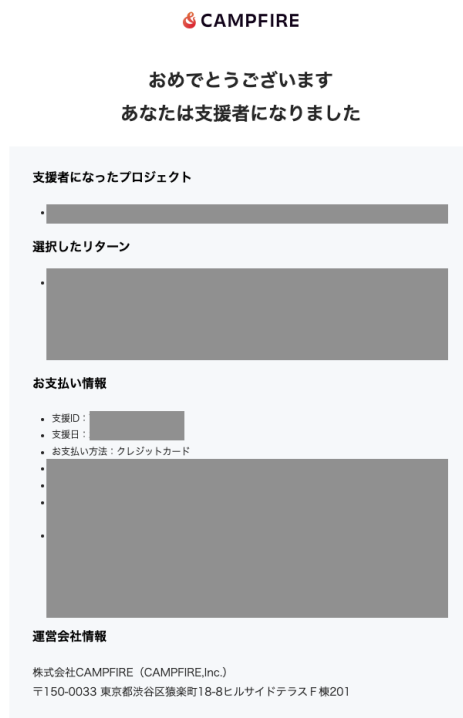 CAMPFIRE
おめでとうございます
あなたは支援者になりました
支援者になったプロジェクト
選択したリターン
お支払い情報
支援ID：
支援日：
お支払い方法：クレジットカード
運営会社情報
株式会社CAMPFIRE（CAMPFIRE,Inc.）
〒150-0033 東京都渋谷区猿楽町18-8ヒルサイドテラスＦ棟201